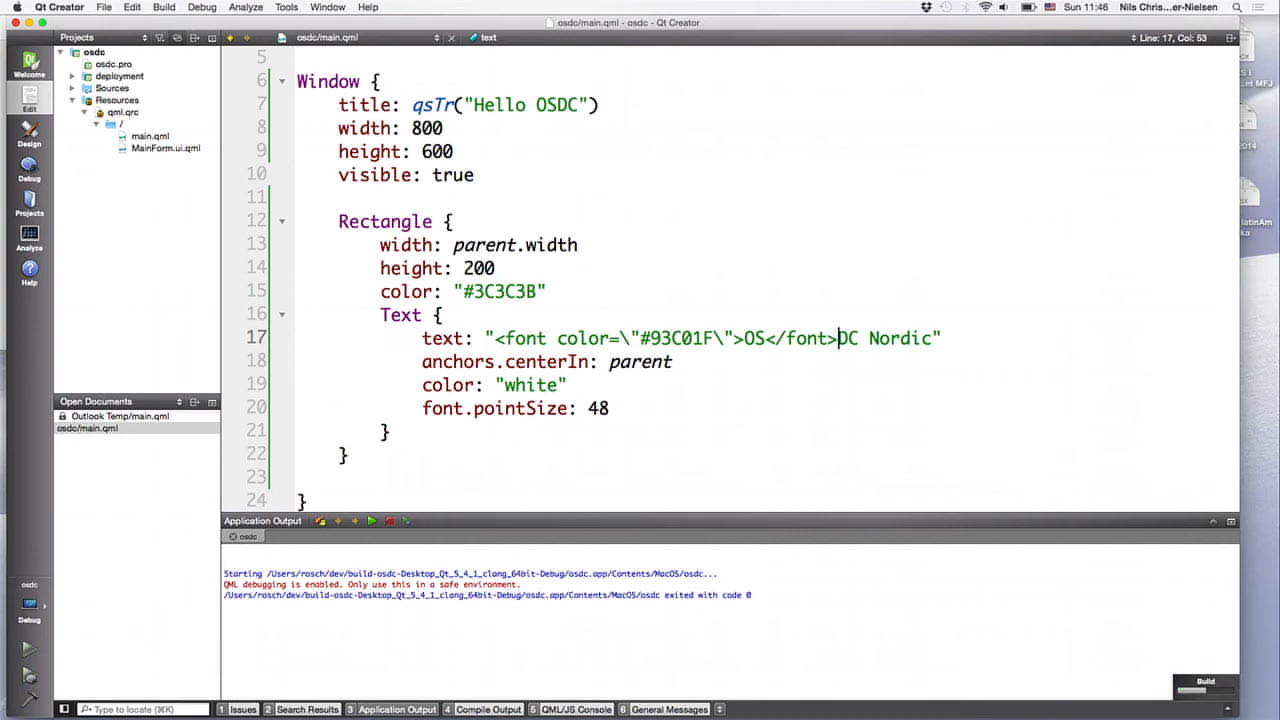 Qt Creator File Edit Build Debug Analyze Tools Window Help Sun 11:46 Nils Chris…er-Nielsen
osdc/main.qml - osdc - Qt Creator
Projects osdc/main.qml text Line: 17, Col: 53
Welcome
Edit
Design
Debug
Projects
Analyze
Help
osdc
Debug
osdc
osdc.pro
deployment
Sources
Resources
qml.qrc
/
main.qml
MainForm.ui.qml
Open Documents
Outlook Temp/main.qml
osdc/main.qml
5
6 Window {
7 title: qsTr("Hello OSDC")
8 width: 800
9 height: 600
10 visible: true
11
12 Rectangle {
13 width: parent.width
14 height: 200
15 color: "#3C3C3B"
16 Text {
17 text: "<font color=\"#93C01F\">OS</font>DC Nordic"
18 anchors.centerIn: parent
19 color: "white"
20 font.pointSize: 48
21 }
22 }
23
24 }
Application Output
osdc
Starting /Users/rosch/dev/build-osdc-Desktop_Qt_5_4_1_clang_64bit-Debug/osdc.app/Contents/MacOS/osdc...
QML debugging is enabled. Only use this in a safe environment.
/Users/rosch/dev/build-osdc-Desktop_Qt_5_4_1_clang_64bit-Debug/osdc.app/Contents/MacOS/osdc exited with code 0
Build
Type to locate (⌘K) 1 Issues 2 Search Results 3 Application Output 4 Compile Output 5 QML/JS Console 6 General Messages
...et MFJ
2014
latinAm
ka